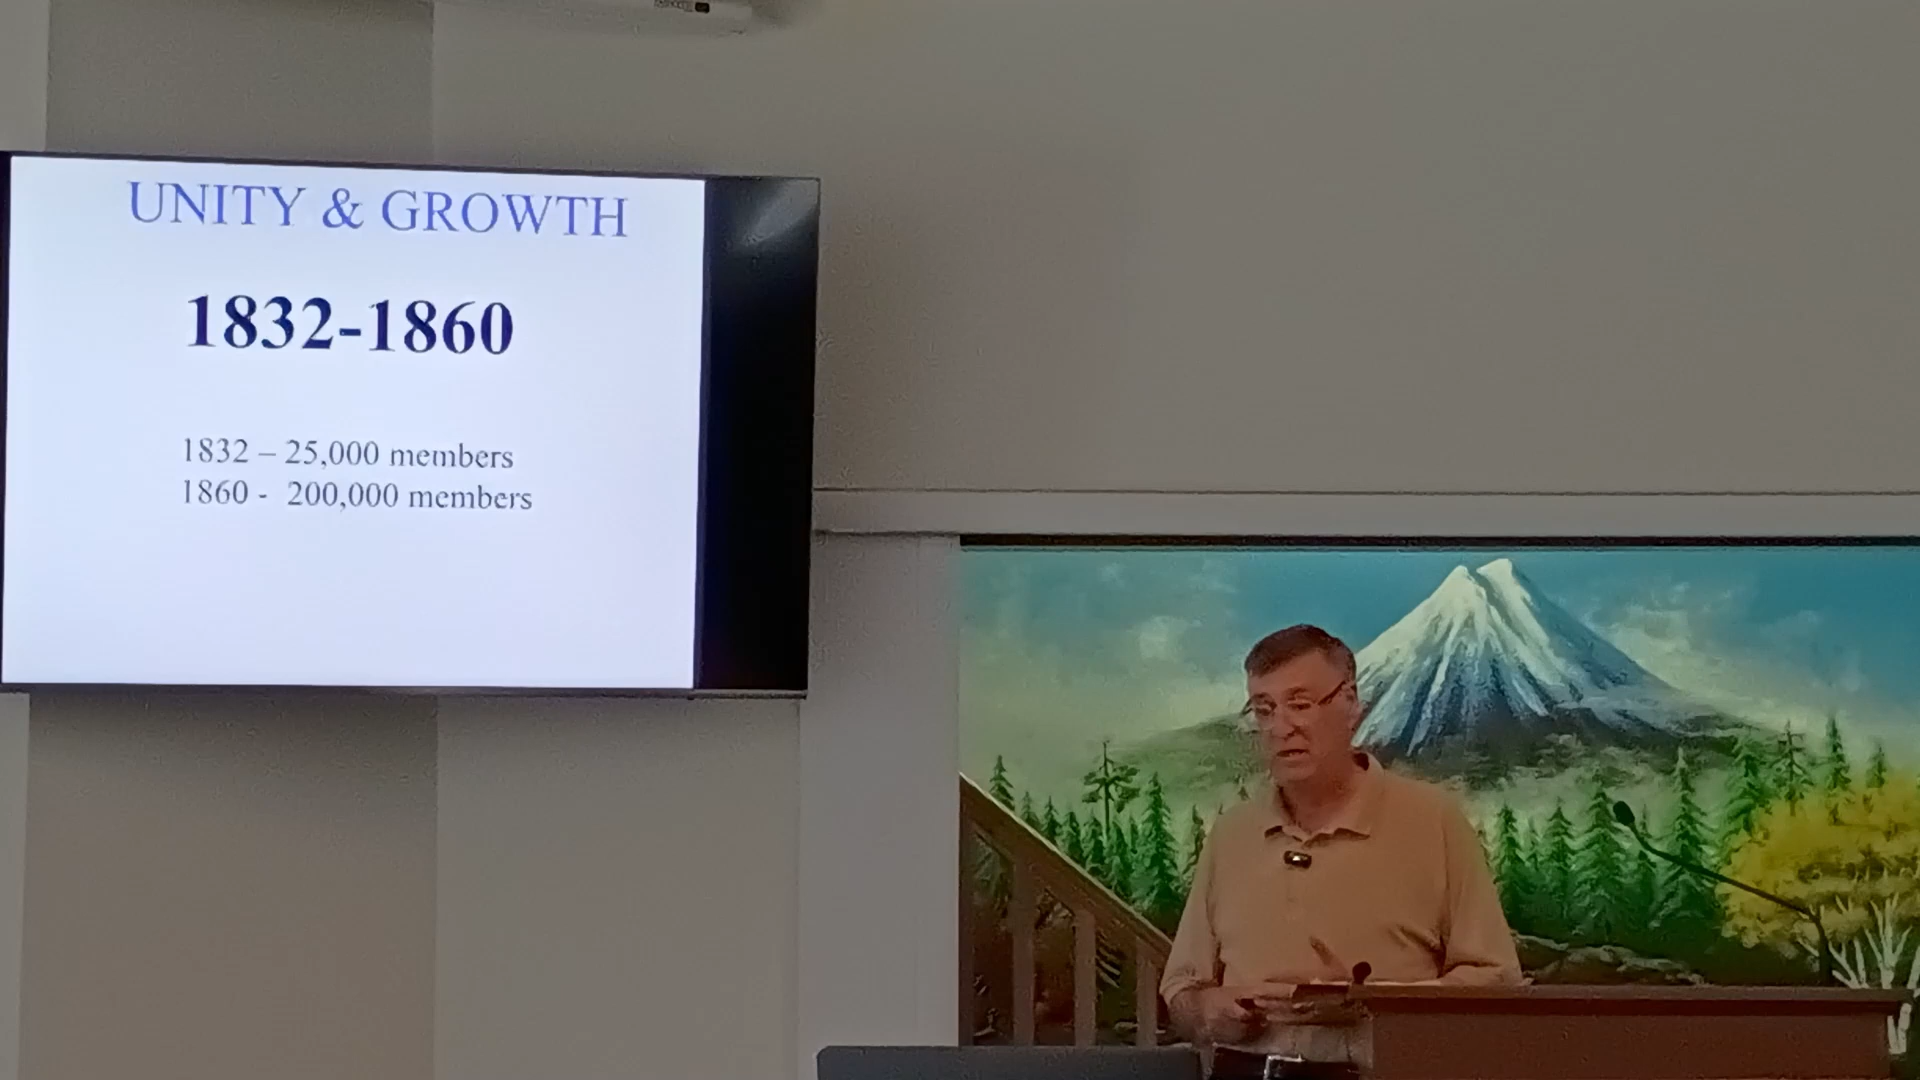 UNITY & GROWTH
1832-1860
1832 – 25,000 members
1860 - 200,000 members